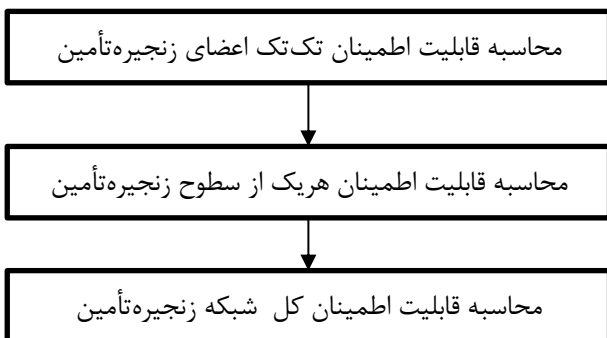 محاسبه قابلیت اطمینان تک‌تک اعضای زنجیره‌تأمین
محاسبه قابلیت اطمینان هریک از سطوح زنجیره‌تأمین
محاسبه قابلیت اطمینان کل شبکه زنجیره‌تأمین